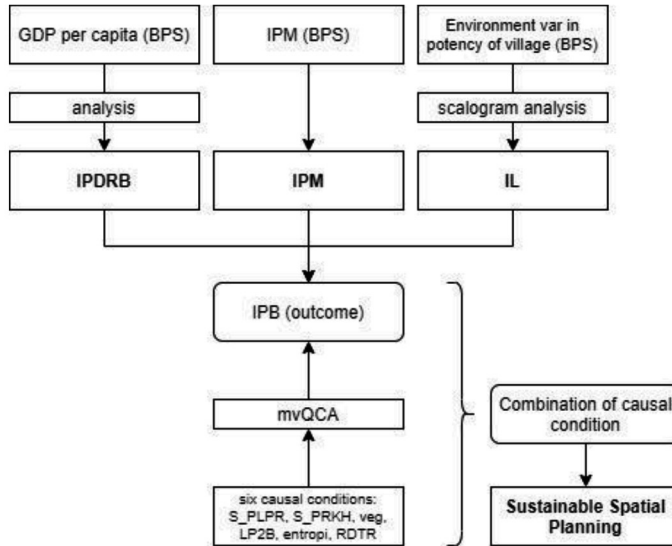 GDP per capita (BPS)
IPM (BPS)
Environment var in
potency of village (BPS)
analysis
scalogram analysis
IPDRB
IPM
IL
IPB (outcome)
mvQCA
Combination of causal
condition
six causal conditions:
S_PLPR, S_PRKH, veg,
LP2B, entropi, RDTR
Sustainable Spatial
Planning